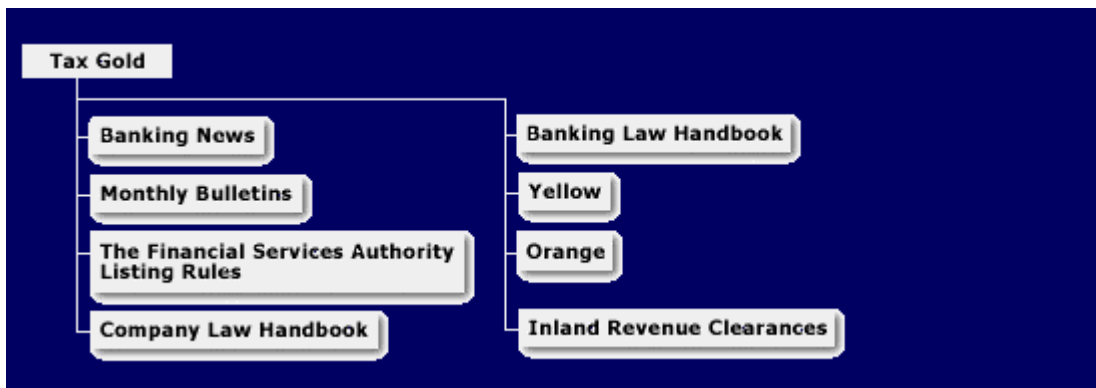 Tax Gold
Banking News
Monthly Bulletins
The Financial Services Authority
Listing Rules
Company Law Handbook
Banking Law Handbook
Yellow
Orange
Inland Revenue Clearances